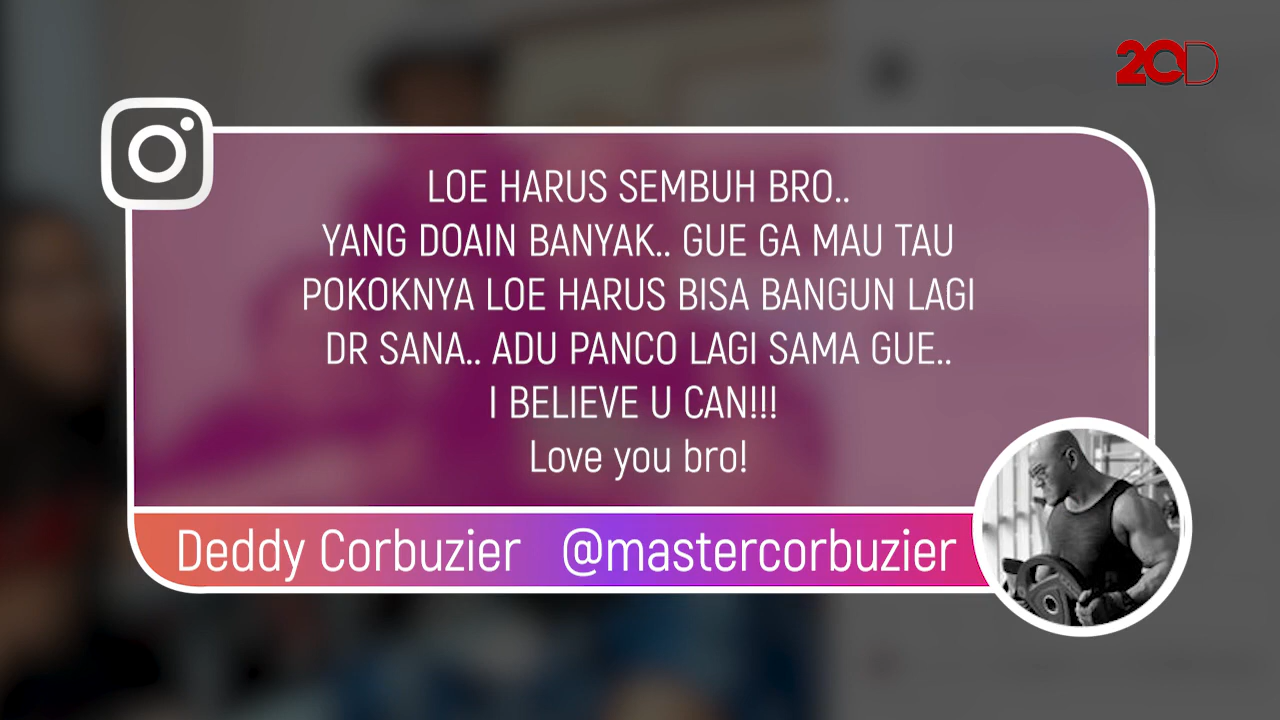 20D
LOE HARUS SEMBUH BRO..
YANG DOAIN BANYAK.. GUE GA MAU TAU
POKOKNYA LOE HARUS BISA BANGUN LAGI
DR SANA.. ADU PANCO LAGI SAMA GUE..
I BELIEVE U CAN!!!
Love you bro!
Deddy Corbuzier @mastercorbuzier